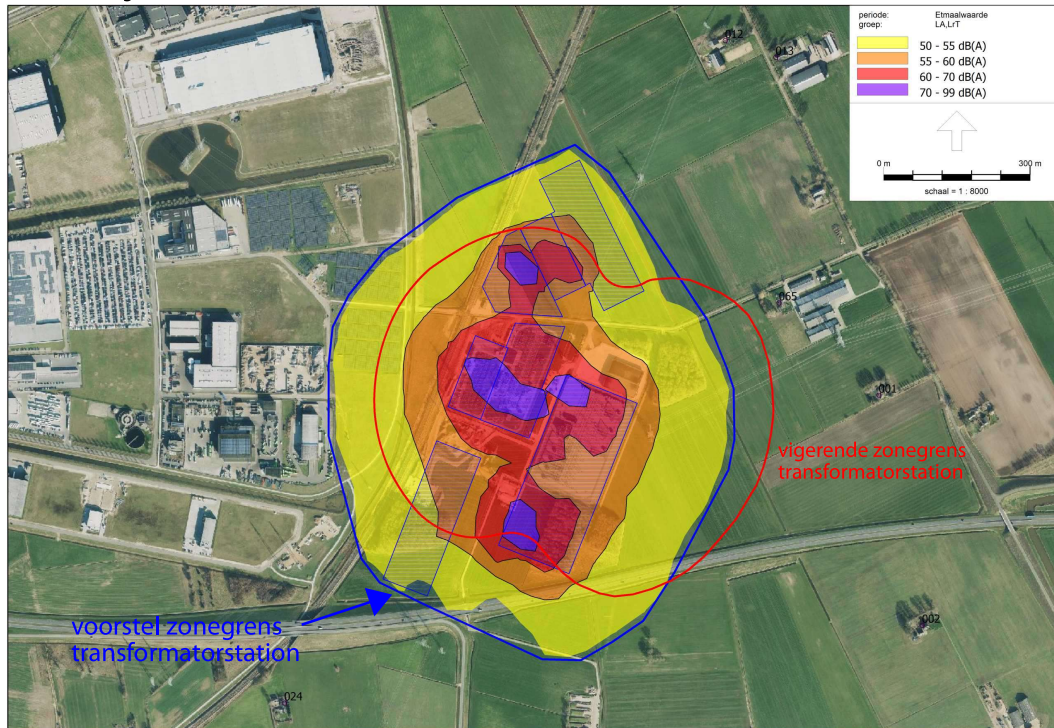 periode: Etmaalwaarde
groep: LA,LrT
50 - 55 dB(A)
55 - 60 dB(A)
60 - 70 dB(A)
70 - 99 dB(A)
0 m 300 m
schaal = 1 : 8000
012
013
065
001
vigerende zonegrens
transformatorstation
002
voorstel zonegrens
transformatorstation
024